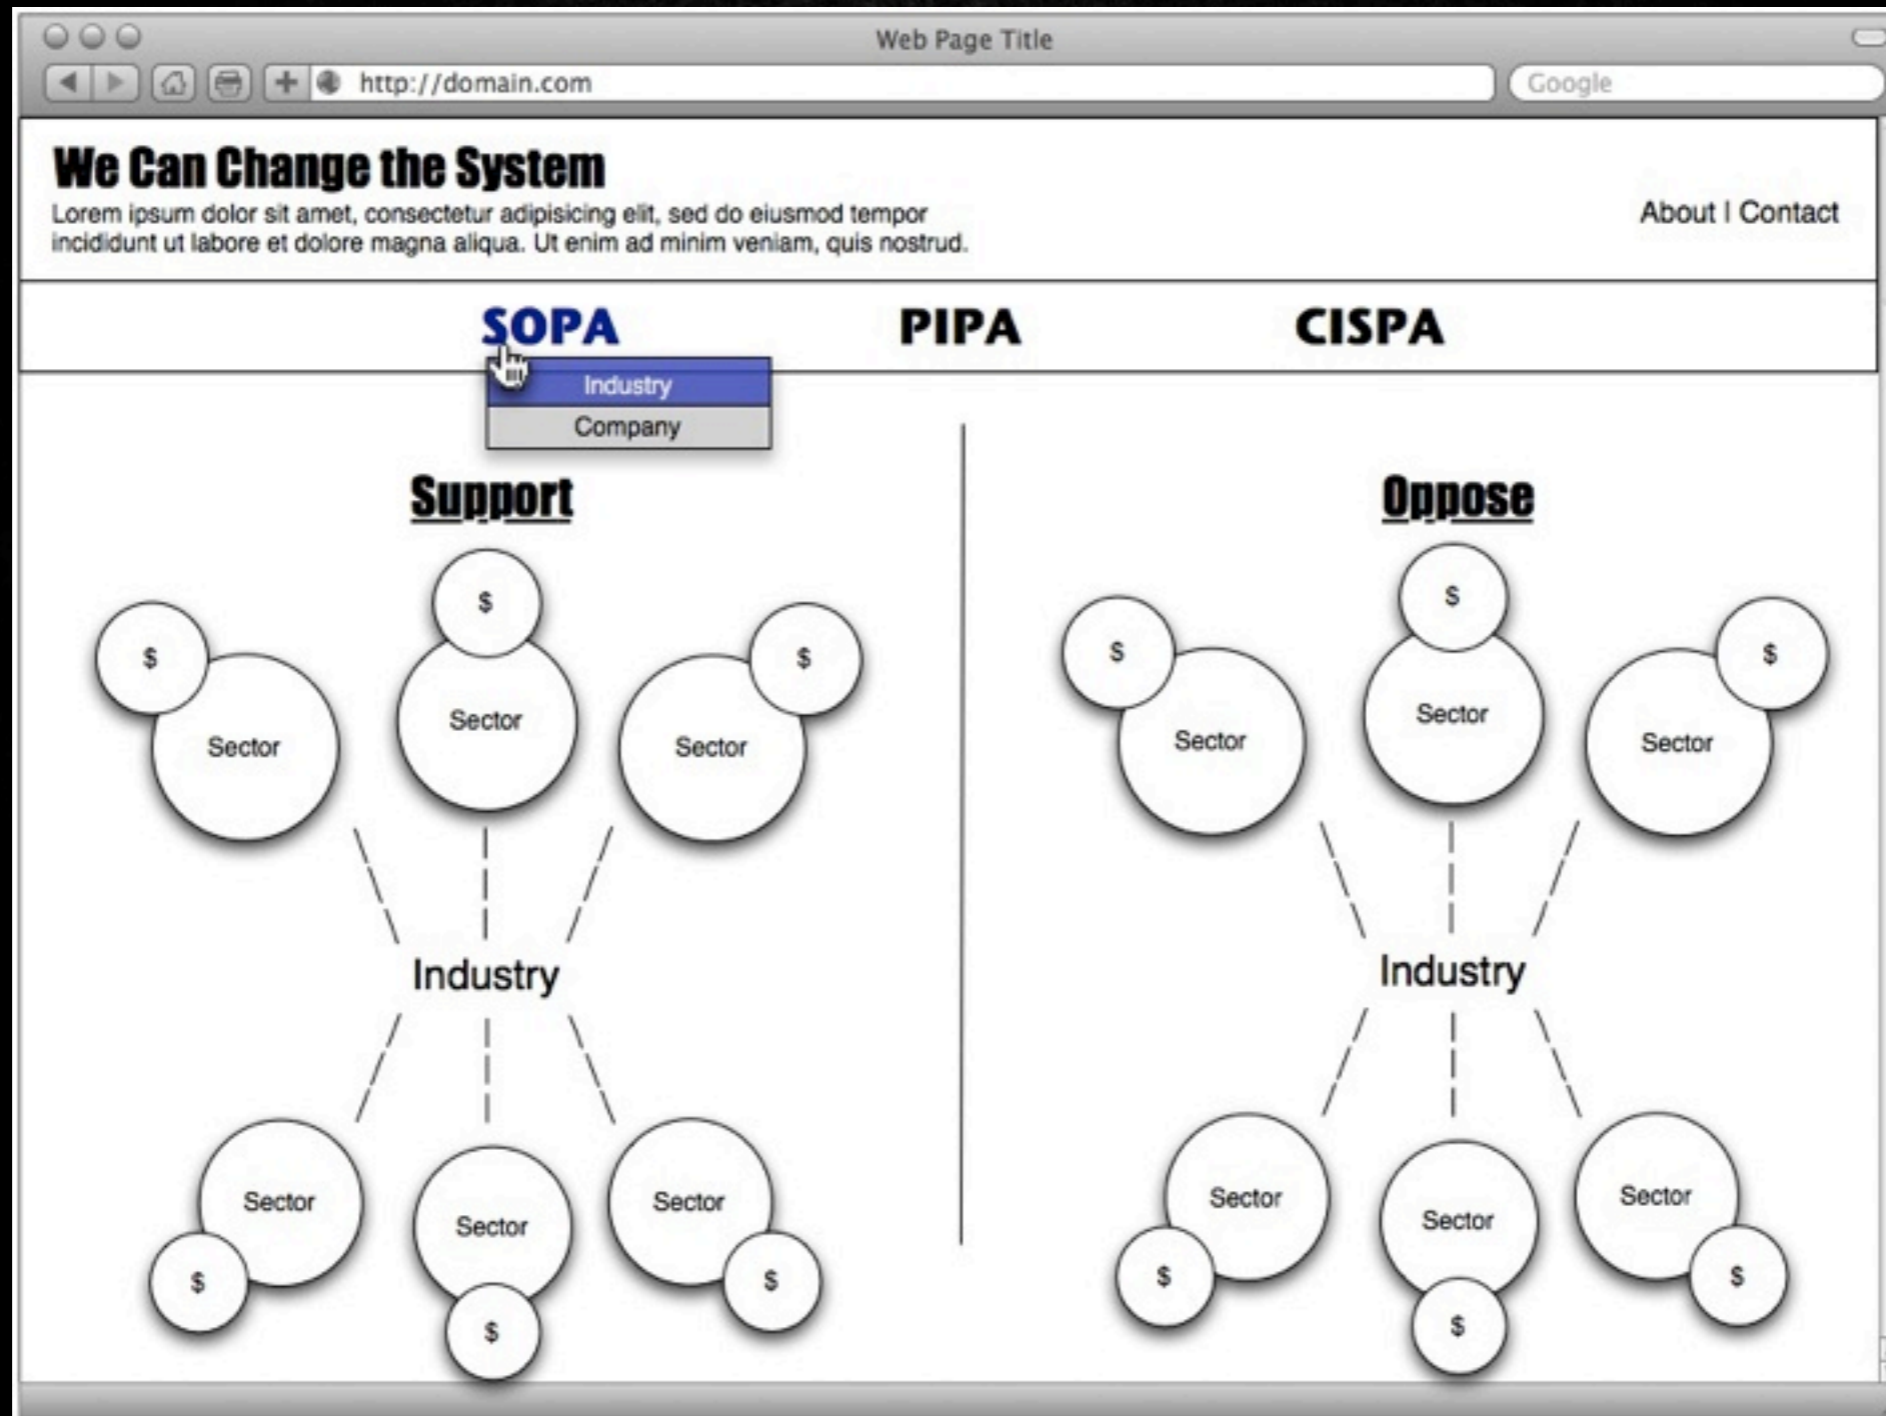 Web Page Title
http://domain.com
Google
We Can Change the System
Lorem ipsum dolor sit amet, consectetur adipisicing elit, sed do eiusmod tempor
incididunt ut labore et dolore magna aliqua. Ut enim ad minim veniam, quis nostrud.
About | Contact
SOPA
PIPA
CISPA
Industry
Company
Support
$
$
$
Sector
Sector
Sector
Industry
Sector
Sector
Sector
$
$
$
Oppose
$
$
$
Sector
Sector
Sector
Industry
Sector
Sector
Sector
$
$
$